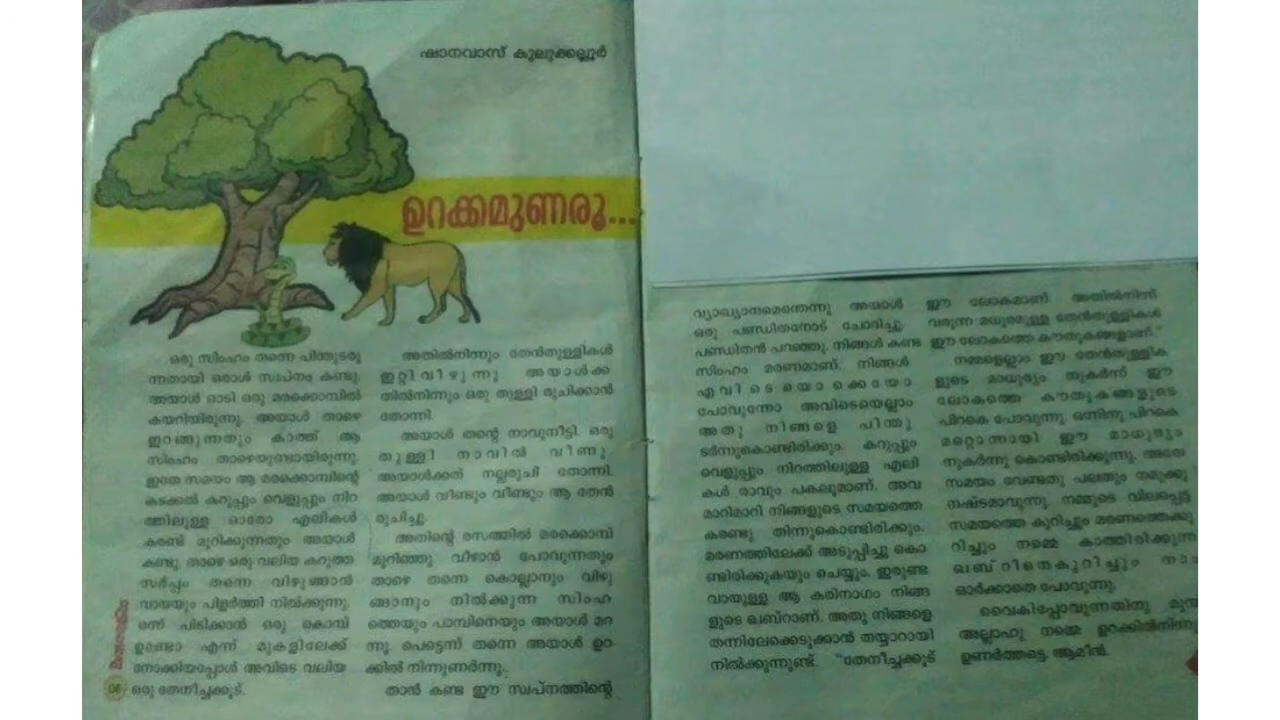 ഷാനവാസ് കുലുക്കല്ലൂർ
ഉറക്കമുണരൂ...
ഒരു സിംഹം തന്നെ പിന്തുടരു
ന്നതായി ഒരാൾ സ്വപ്നം കണ്ടു.
അയാൾ ഓടി ഒരു മരക്കൊമ്പിൽ
കയറിയിരുന്നു. അയാൾ താഴെ
ഇറങ്ങുന്നതും കാത്ത് ആ
സിംഹം താഴെയുണ്ടായിരുന്നു.
ഇതേ സമയം ആ മരക്കൊമ്പിന്റെ
കടക്കൽ കറുപ്പും വെളുപ്പും നിറ
ത്തിലുള്ള ഓരോ എലികൾ
കരണ്ട് മുറിക്കുന്നതും അയാൾ
കണ്ടു. താഴെ ഒരു വലിയ കറുത്ത
സർപ്പം തന്നെ വിഴുങ്ങാൻ
വായയും പിളർത്തി നിൽക്കുന്നു.
ഒന്ന് പിടിക്കാൻ ഒരു കൊമ്പ്
ഉണ്ടോ എന്ന് മുകളിലേക്ക്
നോക്കിയപ്പോൾ അവിടെ വലിയ
ഒരു തേനീച്ചക്കൂട്.
06
അതിൽനിന്നും തേൻതുള്ളികൾ
ഇറ്റിവീഴുന്നു അയാൾക്ക
തിൽനിന്നും ഒരു തുള്ളി രുചിക്കാൻ
തോന്നി.
അയാൾ തന്റെ നാവുനീട്ടി. ഒരു
തുള്ളി നാവിൽ വീണു.
അയാൾക്കത് നല്ലരുചി തോന്നി.
അയാൾ വീണ്ടും വീണ്ടും ആ തേൻ
രുചിച്ചു.
അതിന്റെ രസത്തിൽ മരക്കൊമ്പ്
മുറിഞ്ഞു വീഴാൻ പോവുന്നതും
താഴെ തന്നെ കൊല്ലാനും വിഴു
ങ്ങാനും നിൽക്കുന്ന സിംഹ
ത്തെയും പാമ്പിനെയും അയാൾ മറ
ന്നു. പെട്ടെന്ന് തന്നെ അയാൾ ഉറ
ക്കിൽ നിന്നുണർന്നു.
താൻ കണ്ട ഈ സ്വപ്നത്തിന്റെ
വ്യാഖ്യാനമെന്തെന്നു അയാൾ
ഒരു പണ്ഡിതനോട് ചോദിച്ചു.
പണ്ഡിതൻ പറഞ്ഞു. നിങ്ങൾ കണ്ട
സിംഹം മരണമാണ്. നിങ്ങൾ
എവിടെയൊക്കെയോ
പോവുന്നോ അവിടെയെല്ലാം
അതു നിങ്ങളെ പിന്തു
ടർന്നുകൊണ്ടിരിക്കും. കറുപ്പും
വെളുപ്പും നിറത്തിലുള്ള എലി
കൾ രാവും പകലുമാണ്. അവ
മാറിമാറി നിങ്ങളുടെ സമയത്തെ
കരണ്ടു തിന്നുകൊണ്ടിരിക്കും.
മരണത്തിലേക്ക് അടുപ്പിച്ചു കൊ
ണ്ടിരിക്കുകയും ചെയ്യും. ഇരുണ്ട
വായുള്ള ആ കരിനാഗം നിങ്ങ
ളുടെ ഖബ്റാണ്. അതു നിങ്ങളെ
തന്നിലേക്കെടുക്കാൻ തയ്യാറായി
നിൽക്കുന്നുണ്ട്. "തേനീച്ചക്കൂട്
ഈ ലോകമാണ്. അതിൽനിന്ന്
വരുന്ന മധുരമുള്ള തേൻതുള്ളികൾ
ഈ ലോകത്തെ കൗതുകങ്ങളാണ്."
നമ്മളെല്ലാം ഈ തേൻതുള്ളിക
ളുടെ മാധുര്യം നുകർന്ന് ഈ
ലോകത്തെ കൗതുകങ്ങളുടെ
പിറകെ പോവുന്നു. ഒന്നിനു പിറകെ
മറ്റൊന്നായി ഈ മാധുര്യം
നുകർന്നു കൊണ്ടിരിക്കുന്നു. അതേ
സമയം വേണ്ടതു പലതും നമുക്കു
നഷ്ടമാവുന്നു. നമ്മുടെ വിലപ്പെട്ട
സമയത്തെ കുറിച്ചും മരണത്തെക്കു
റിച്ചും നമ്മെ കാത്തിരിക്കുന്ന
ഖബ്റിനെകുറിച്ചും നാം
ഓർക്കാതെ പോവുന്നു.
വൈകിപ്പോവുന്നതിനു മുമ്പ്
അല്ലാഹു നമ്മെ ഉറക്കിൽനിന്നു
ഉണർത്തട്ടെ. ആമീൻ.